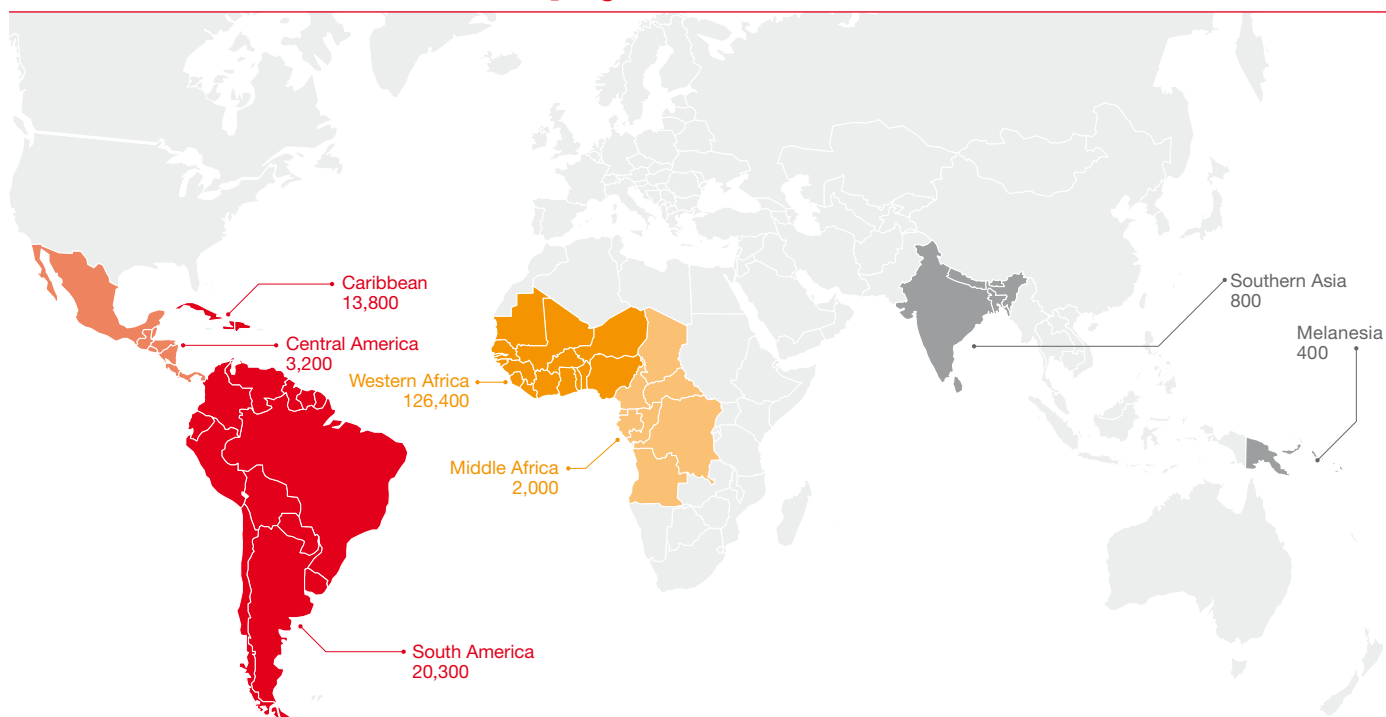 Caribbean
13,800
Central America
3,200
Western Africa
126,400
Middle Africa
2,000
South America
20,300
Southern Asia
800
Melanesia
400